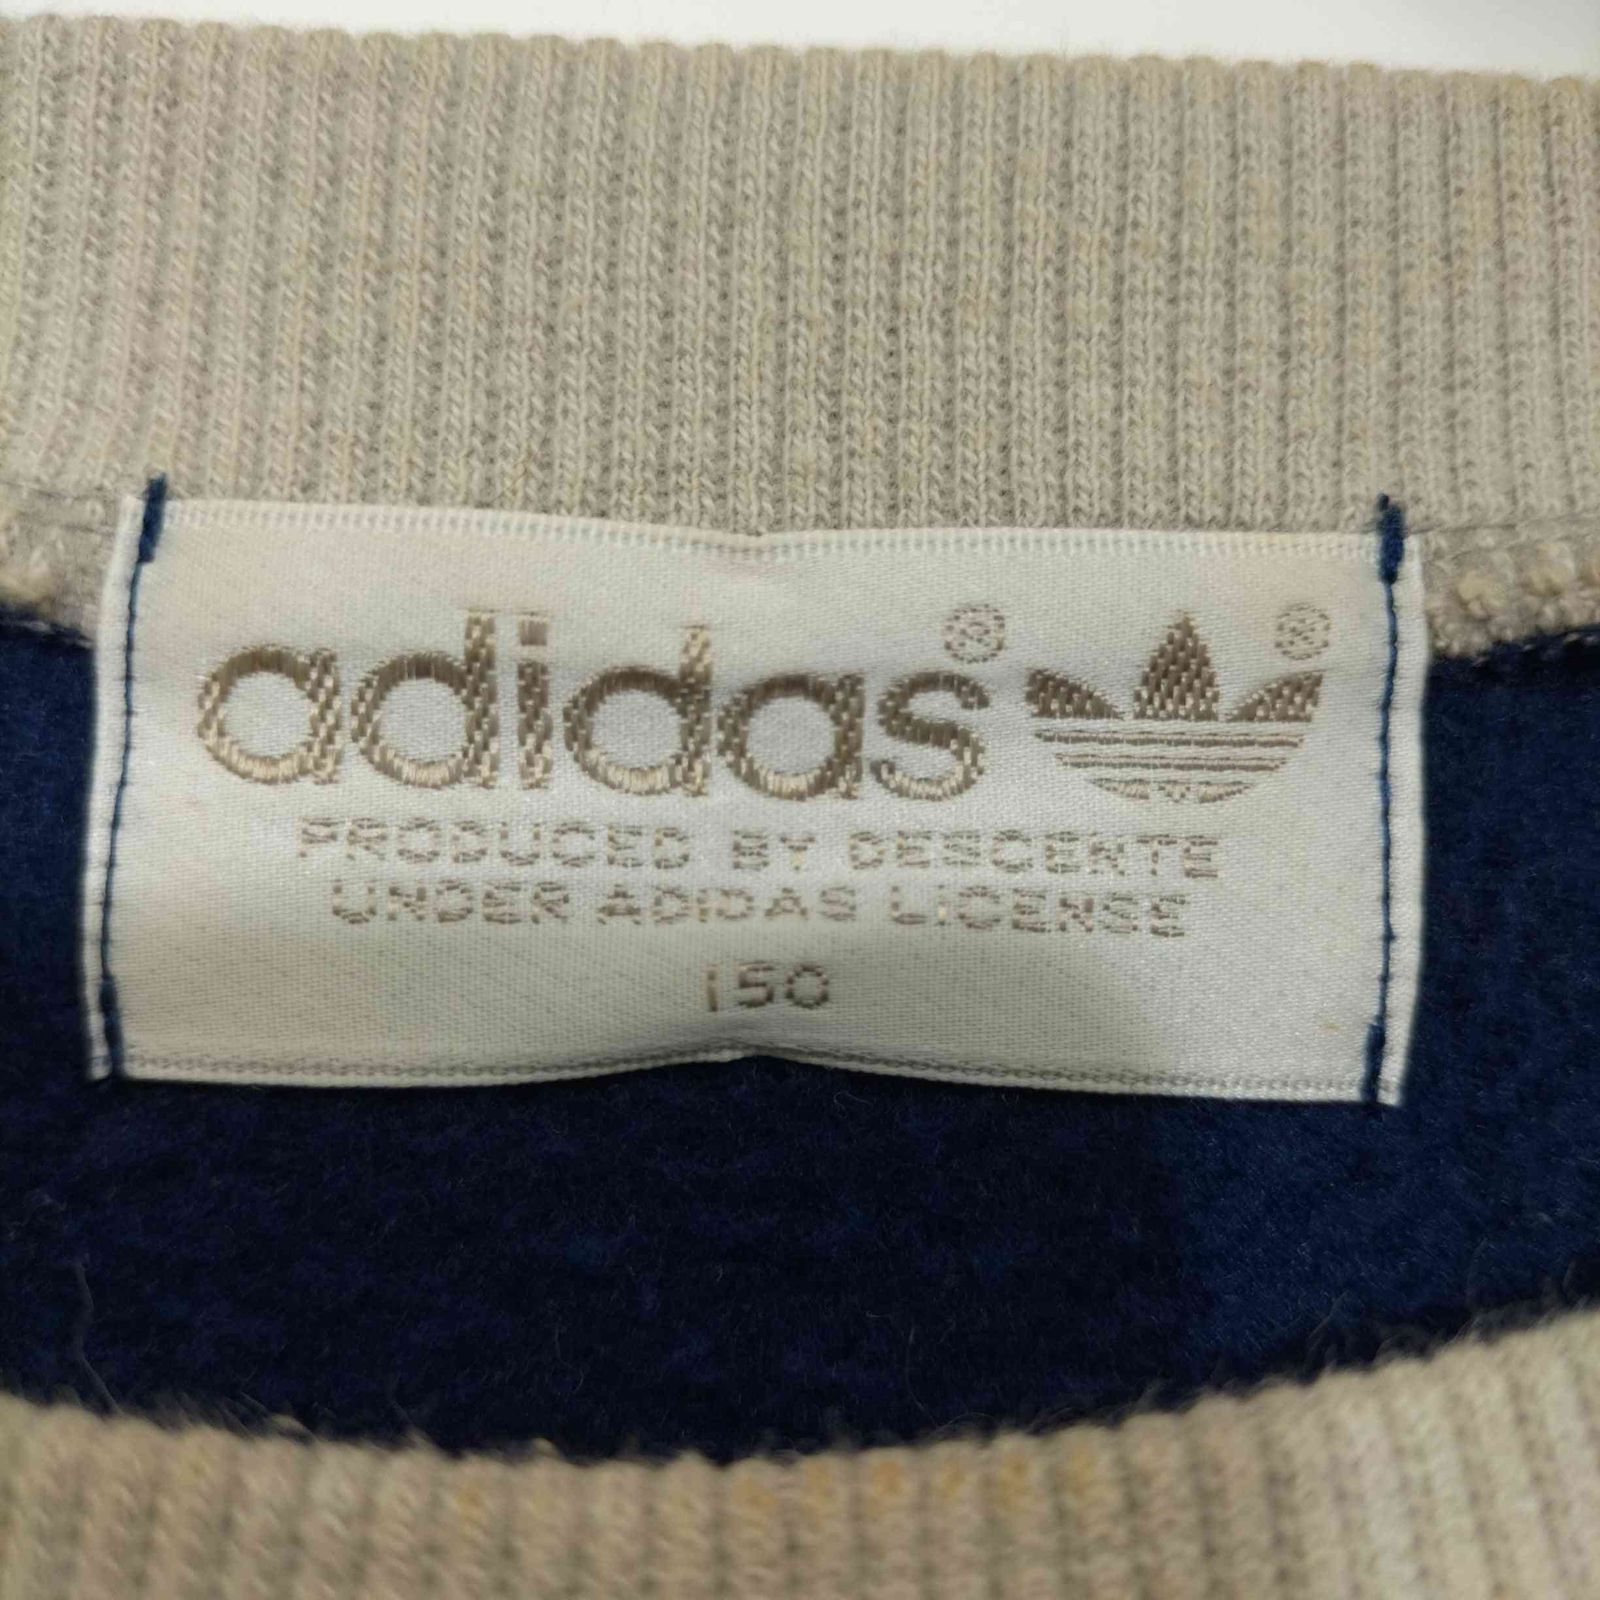 adidas®
®
PRODUCED BY DESCENTE
UNDER ADIDAS LICENSE
150